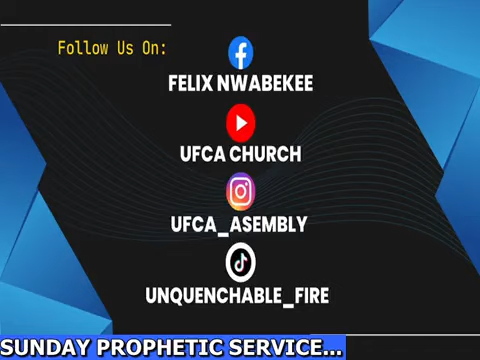 Follow Us On:
FELIX NWABEKEE
UFCA CHURCH
UFCA_ASEMBLY
UNQUENCHABLE_FIRE
SUNDAY PROPHETIC SERVICE...